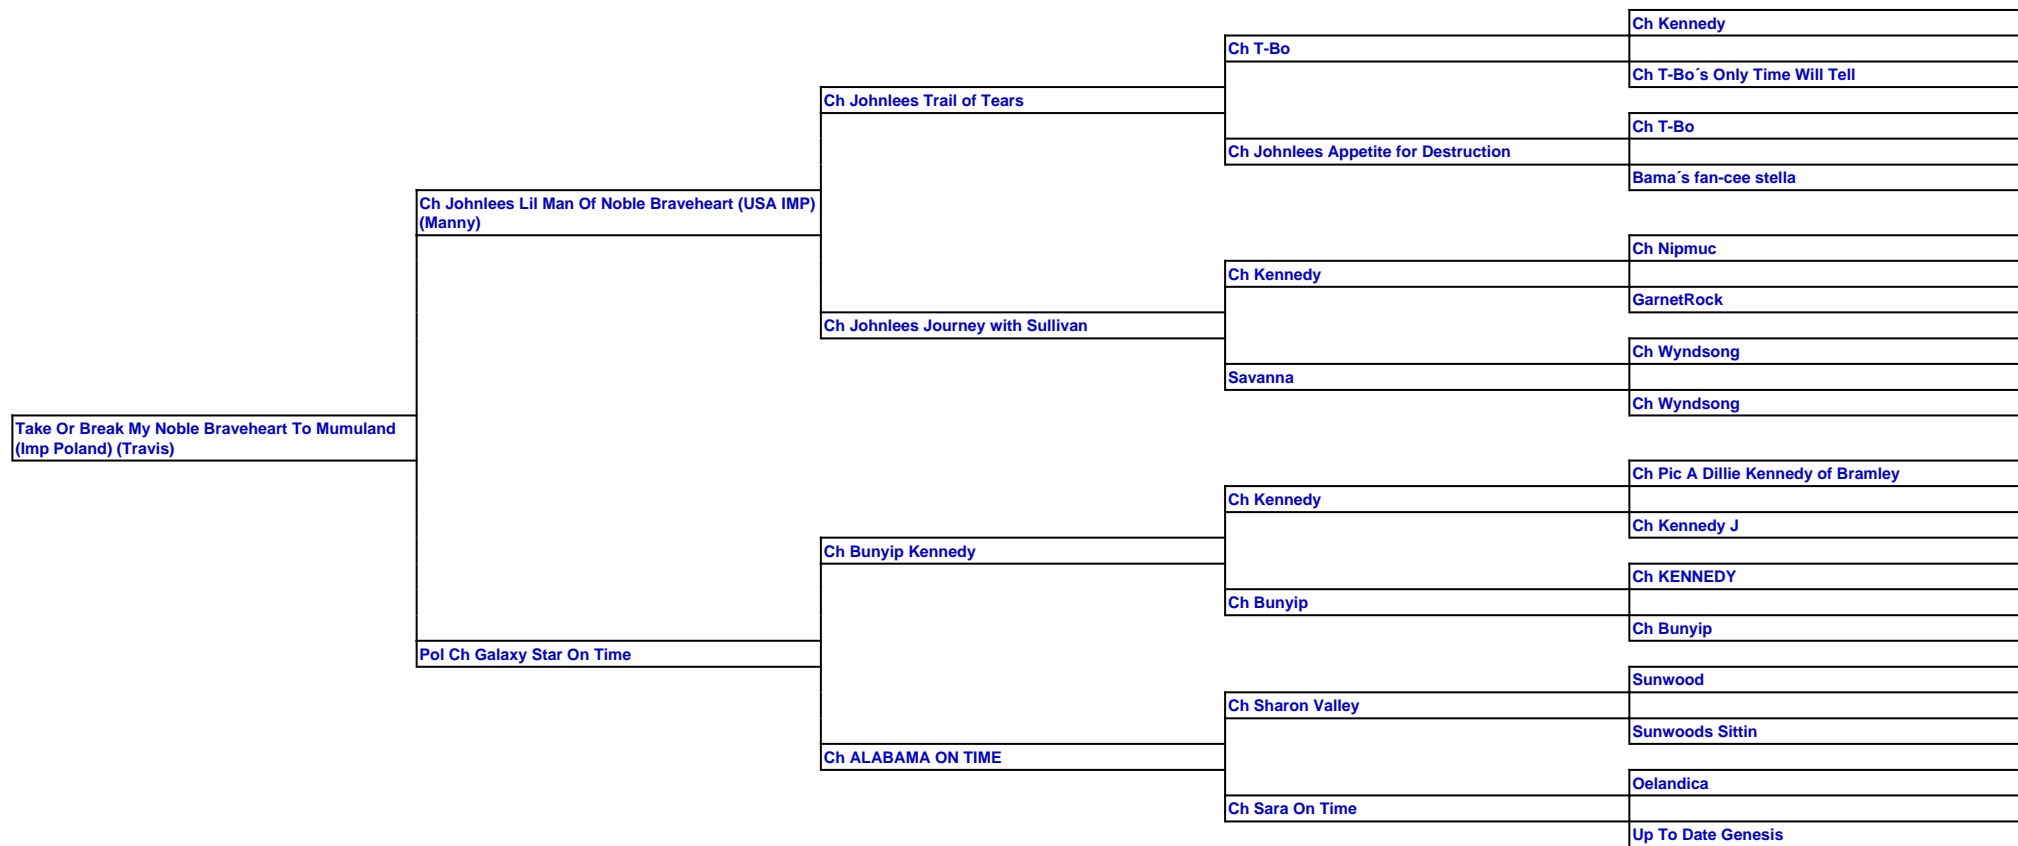 Ch Kennedy
Ch T-Bo
Ch T-Bo´s Only Time Will Tell
Ch Johnlees Trail of Tears
Ch T-Bo
Ch Johnlees Appetite for Destruction
Bama´s fan-cee stella
Ch Johnlees Lil Man Of Noble Braveheart (USA IMP)
(Manny)
Ch Nipmuc
Ch Kennedy
GarnetRock
Ch Johnlees Journey with Sullivan
Ch Wyndsong
Savanna
Ch Wyndsong
Take Or Break My Noble Braveheart To Mumuland
(Imp Poland) (Travis)
Ch Pic A Dillie Kennedy of Bramley
Ch Kennedy
Ch Kennedy J
Ch Bunyip Kennedy
Ch KENNEDY
Ch Bunyip
Ch Bunyip
Pol Ch Galaxy Star On Time
Sunwood
Ch Sharon Valley
Sunwoods Sittin
Ch ALABAMA ON TIME
Oelandica
Ch Sara On Time
Up To Date Genesis